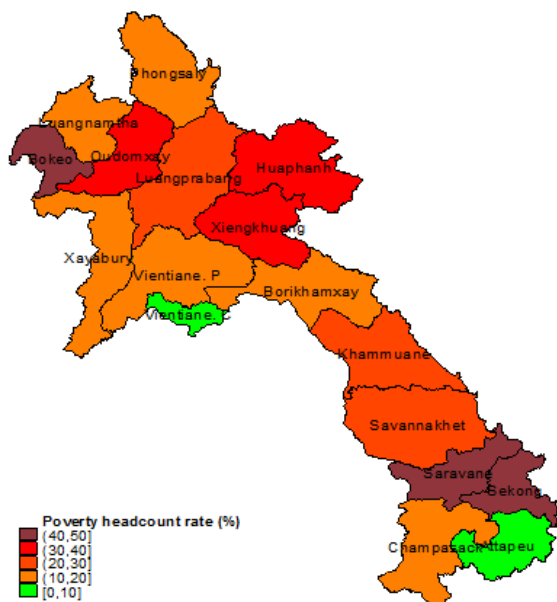 Phongsaly
Luangnamtha
Bokeo
Oudomxay
Luangprabang
Huaphanh
Xiengkhuang
Xayabury
Vientiane. P
Borikhamxay
Vientiane. C
Khammuane
Savannakhet
Saravane
Sekong
Champasack
Attapeu
Poverty headcount rate (%)
(40,50]
(30,40]
(20,30]
(10,20]
[0,10]